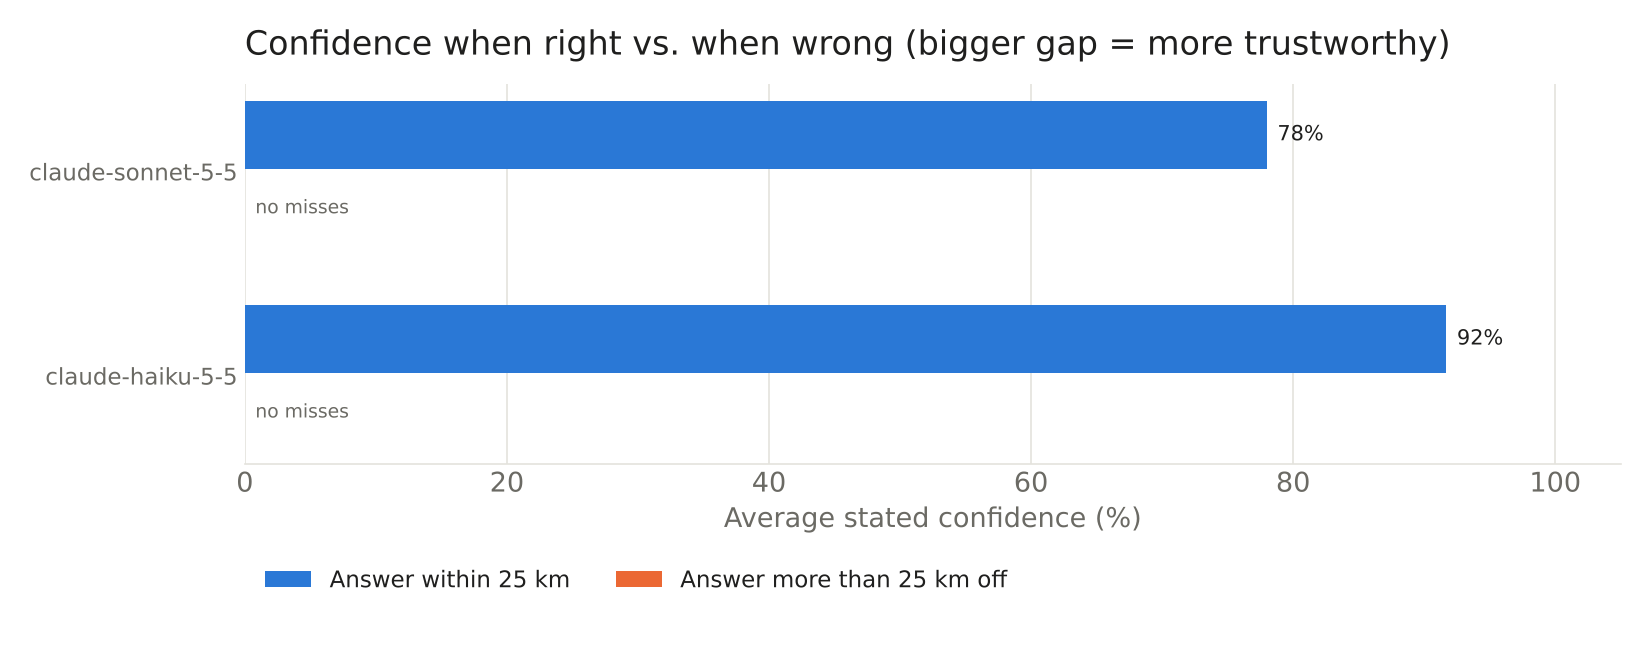 Confidence when right vs. when wrong (bigger gap = more trustworthy)
78%
claude-sonnet-5-5
no misses
92%
claude-haiku-5-5
no misses
0 20 40 60 80 100
Average stated confidence (%)
Answer within 25 km Answer more than 25 km off